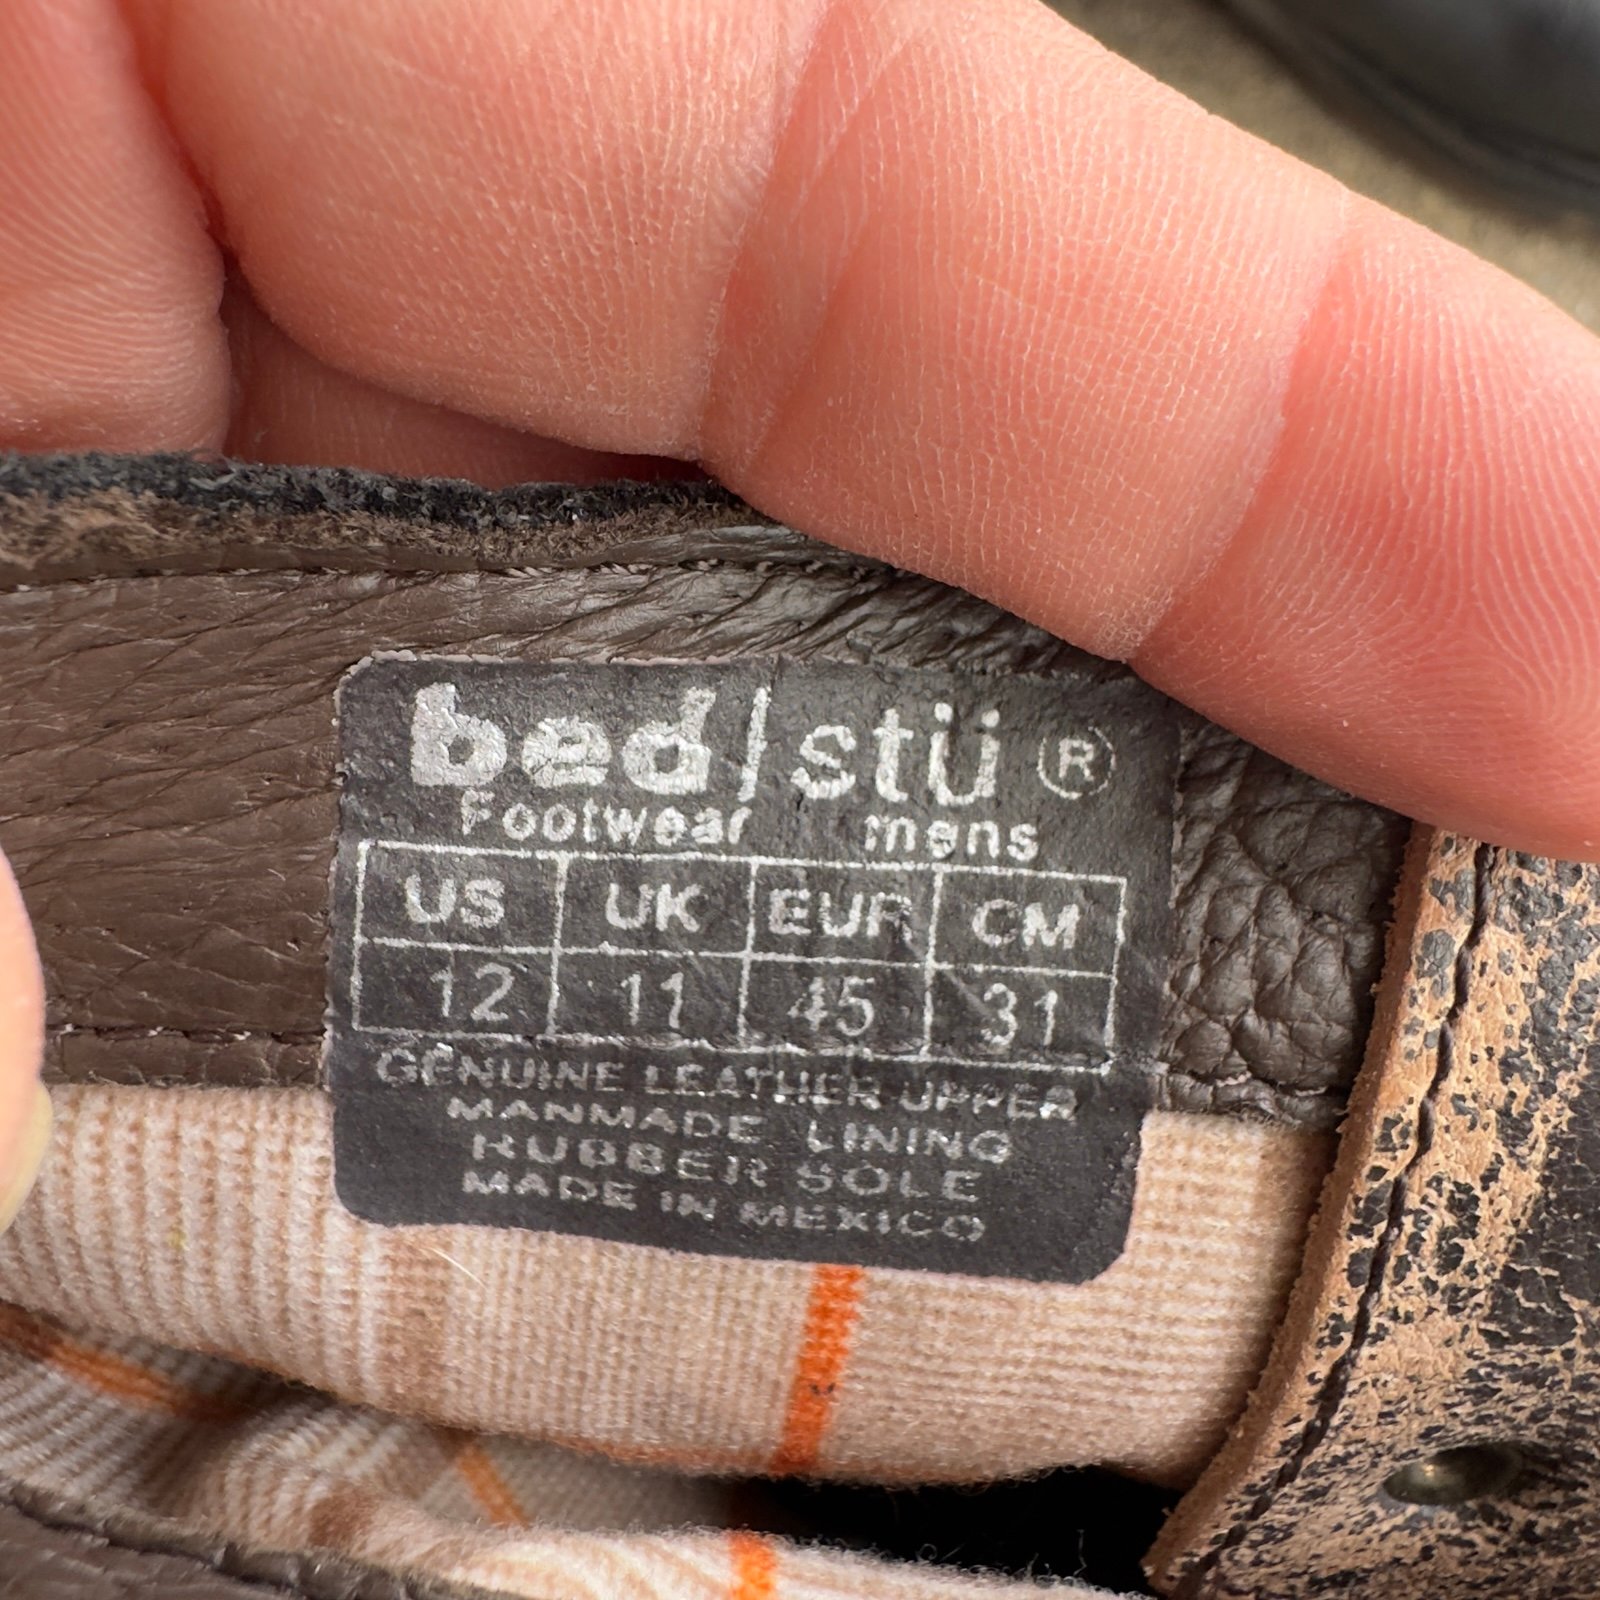 bed|stü ®
Footwear mens
US UK EUR CM
12 11 45 31
GENUINE LEATHER UPPER
MANMADE LINING
RUBBER SOLE
MADE IN MEXICO